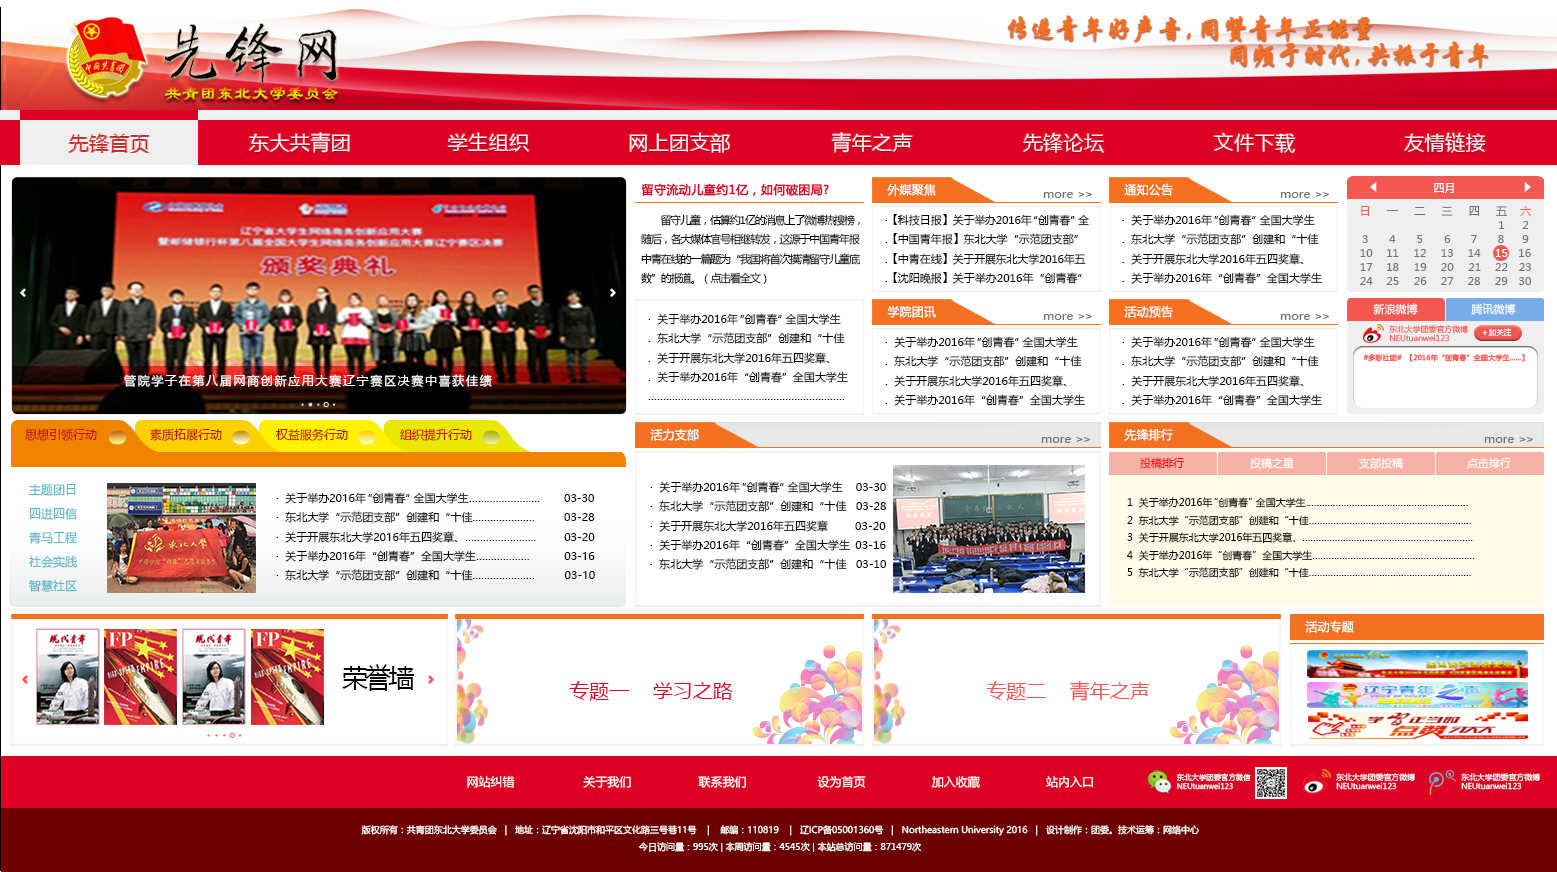 先锋网
共青团东北大学委员会
传递青年好声音,同赞青年正能量
同频于时代,共振于青年
先锋首页 东大共青团 学生组织 网上团支部 青年之声 先锋论坛 文件下载 友情链接
辽宁省大学生网络商务创新应用大赛
暨邮储银行杯第八届全国大学生网络商务创新应用大赛辽宁赛区决赛
颁奖典礼
管院学子在第八届网商创新应用大赛辽宁赛区决赛中喜获佳绩
留守流动儿童约1亿，如何破困局?
留守儿童，估算约1亿的消息上了微博热搜榜，
随后，各大媒体官号相继转发，这源于中国青年报
中青在线的一篇题为“我国将首次摸清留守儿童底
数”的报道。（点击看全文）
· 关于举办2016年“创青春”全国大学生
. 东北大学“示范团支部”创建和“十佳
. 关于开展东北大学2016年五四奖章、
. 关于举办2016年“创青春”全国大学生
外媒聚焦 more >>
.【科技日报】关于举办2016年“创青春”全
.【中国青年报】东北大学“示范团支部”
.【中青在线】关于开展东北大学2016年五
.【沈阳晚报】关于举办2016年“创青春”
学院团讯 more >>
· 关于举办2016年“创青春”全国大学生
. 东北大学“示范团支部”创建和“十佳
. 关于开展东北大学2016年五四奖章、
. 关于举办2016年“创青春”全国大学生
通知公告 more >>
· 关于举办2016年“创青春”全国大学生
. 东北大学“示范团支部”创建和“十佳
. 关于开展东北大学2016年五四奖章、
. 关于举办2016年“创青春”全国大学生
活动预告 more >>
· 关于举办2016年“创青春”全国大学生
. 东北大学“示范团支部”创建和“十佳
. 关于开展东北大学2016年五四奖章、
. 关于举办2016年“创青春”全国大学生
四月
日 一 二 三 四 五 六
1 2
3 4 5 6 7 8 9
10 11 12 13 14 15 16
17 18 19 20 21 22 23
24 25 26 27 28 29 30
新浪微博 腾讯微博
东北大学团委官方微博
NEUtuanwei123
+加关注
#多彩社团# 【2016年“创青春”全国大学生......】
思想引领行动 素质拓展行动 权益服务行动 组织提升行动
主题团日
四进四信
青马工程
社会实践
智慧社区
东北大学
· 关于举办2016年“创青春”全国大学生........................ 03-30
· 东北大学“示范团支部”创建和“十佳..................... 03-28
· 关于开展东北大学2016年五四奖章、........................ 03-20
· 关于举办2016年“创青春”全国大学生.................. 03-16
· 东北大学“示范团支部”创建和“十佳..................... 03-10
活力支部 more >>
· 关于举办2016年“创青春”全国大学生 03-30
· 东北大学“示范团支部”创建和“十佳 03-28
· 关于开展东北大学2016年五四奖章 03-20
· 关于举办2016年“创青春”全国大学生 03-16
· 东北大学“示范团支部”创建和“十佳 03-10
先锋排行 more >>
投稿排行 投稿之星 支部投稿 点击排行
1 关于举办2016年“创青春”全国大学生............
2 东北大学“示范团支部”创建和“十佳............
3 关于开展东北大学2016年五四奖章、............
4 关于举办2016年“创青春”全国大学生............
5 东北大学“示范团支部”创建和“十佳............
现代青年 FP 现代青年 FP
荣誉墙
专题一 学习之路
专题二 青年之声
活动专题
辽宁青年之声
学习正当时
点赞
网站纠错 关于我们 联系我们 设为首页 加入收藏 站内入口
东北大学团委官方微信
NEUtuanwei123
东北大学团委官方微博
NEUtuanwei123
东北大学团委官方微博
NEUtuanwei123
版权所有：共青团东北大学委员会 | 地址：辽宁省沈阳市和平区文化路三号巷11号 | 邮编：110819 | 辽ICP备05001360号 | Northeastern University 2016 | 设计制作：团委。技术运筹：网络中心
今日访问量：995次 | 本周访问量：4545次 | 本站总访问量：871479次